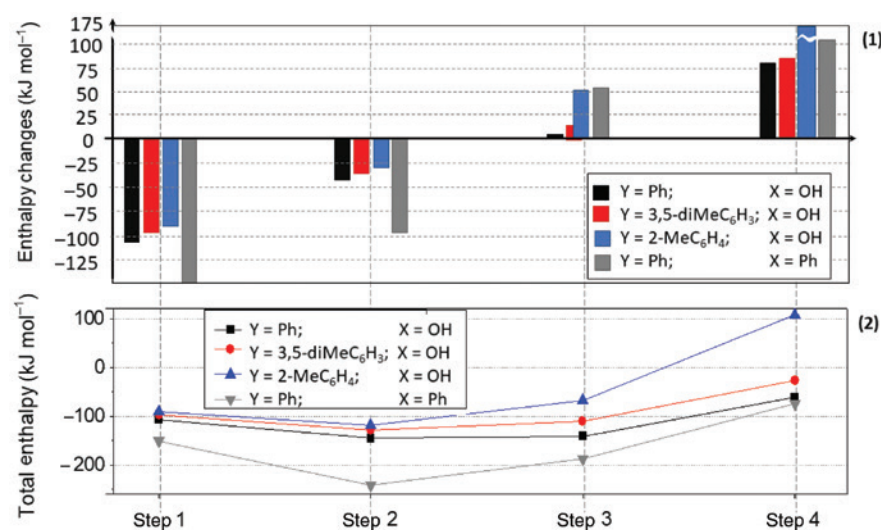 (1)
Enthalpy changes (kJ mol⁻¹)
175
100
75
50
25
0
−25
−50
−75
−100
−125
Y = Ph; X = OH
Y = 3,5-diMeC₆H₃; X = OH
Y = 2-MeC₆H₄; X = OH
Y = Ph; X = Ph
(2)
Total enthalpy (kJ mol⁻¹)
100
0
−100
−200
Y = Ph; X = OH
Y = 3,5-diMeC₆H₃; X = OH
Y = 2-MeC₆H₄; X = OH
Y = Ph; X = Ph
Step 1 Step 2 Step 3 Step 4